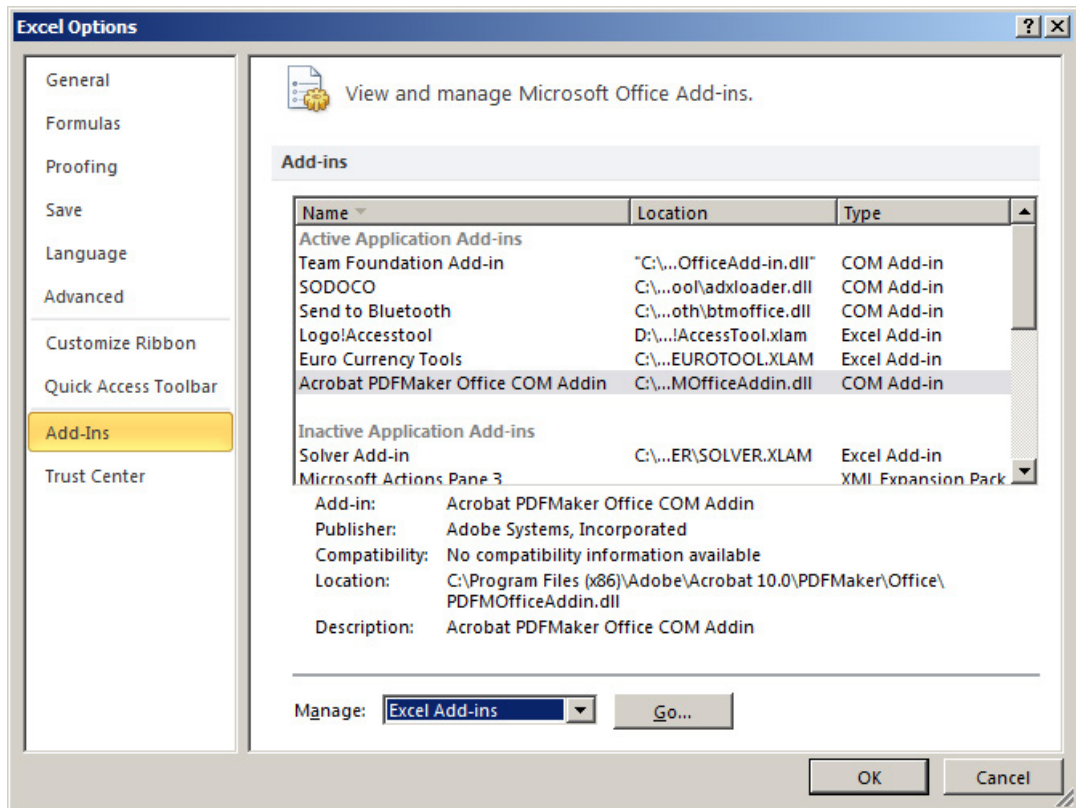 Excel Options
General
Formulas
Proofing
Save
Language
Advanced
Customize Ribbon
Quick Access Toolbar
Add-Ins
Trust Center
View and manage Microsoft Office Add-ins.
Add-ins
Name Location Type
Active Application Add-ins
Team Foundation Add-in "C:\...OfficeAdd-in.dll" COM Add-in
SODOCO C:\...ool\adxloader.dll COM Add-in
Send to Bluetooth C:\...oth\btmoffice.dll COM Add-in
Logo!Accesstool D:\...!AccessTool.xlam Excel Add-in
Euro Currency Tools C:\...EUROTOOL.XLAM Excel Add-in
Acrobat PDFMaker Office COM Addin C:\...MOfficeAddin.dll COM Add-in
Inactive Application Add-ins
Solver Add-in C:\...ER\SOLVER.XLAM Excel Add-in
Microsoft Actions Pane 3 XML Expansion Pack
Add-in: Acrobat PDFMaker Office COM Addin
Publisher: Adobe Systems, Incorporated
Compatibility: No compatibility information available
Location: C:\Program Files (x86)\Adobe\Acrobat 10.0\PDFMaker\Office\
PDFMOfficeAddin.dll
Description: Acrobat PDFMaker Office COM Addin
Manage: Excel Add-ins Go...
OK Cancel